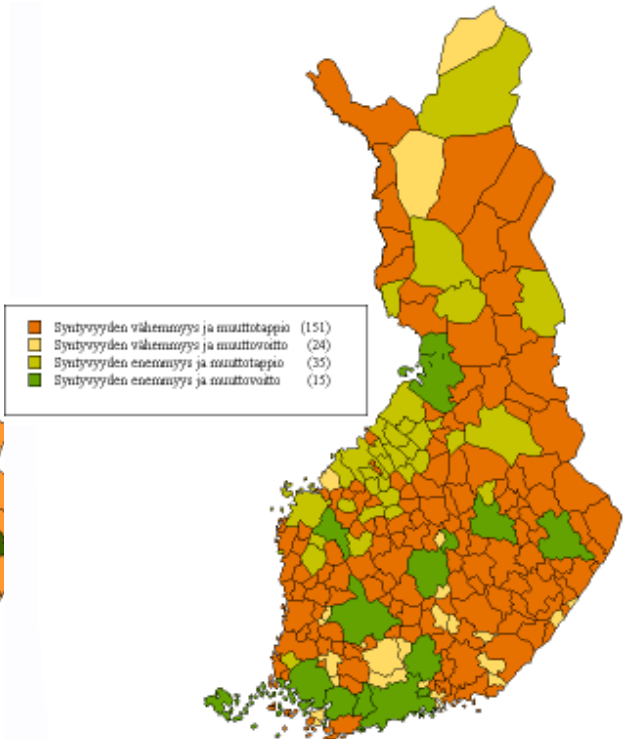 Syntyvyyden vähemmyys ja muuttotappio (151)
Syntyvyyden vähemmyys ja muuttovoitto (24)
Syntyvyyden enemmyys ja muuttotappio (35)
Syntyvyyden enemmyys ja muuttovoitto (15)